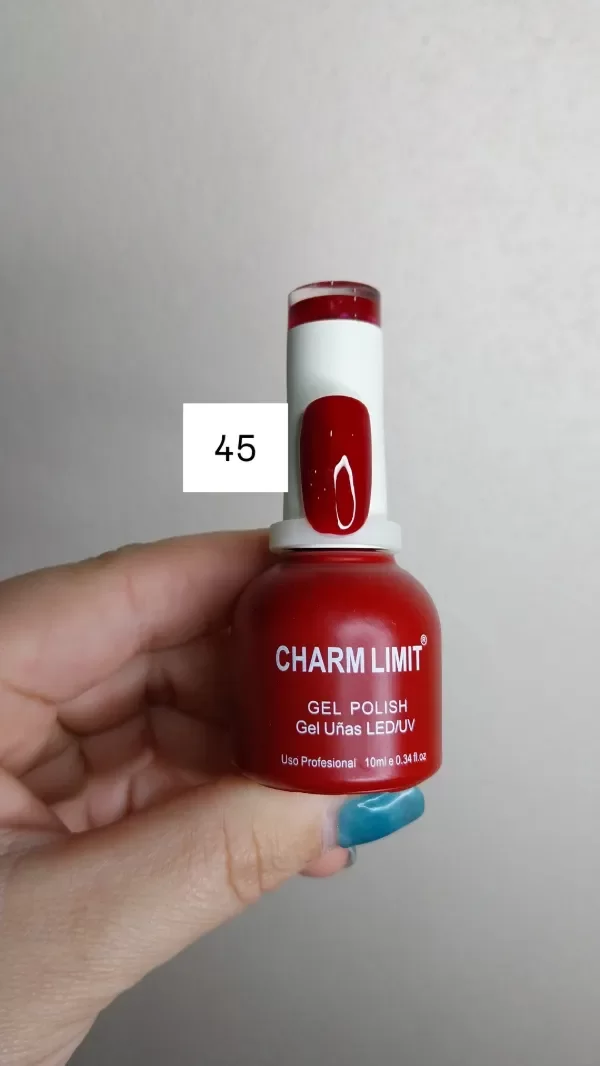 45
CHARM LIMIT®
GEL POLISH
Gel Uñas LED/UV
Uso Profesional 10ml e 0.34 fl.oz